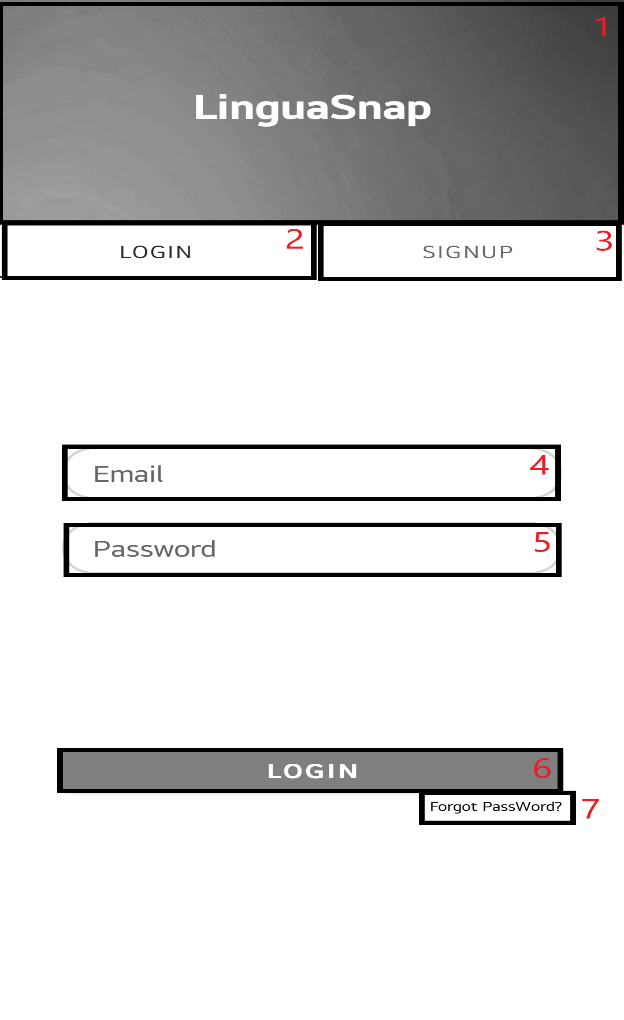 1
LinguaSnap
LOGIN 2 SIGNUP 3
Email 4
Password 5
LOGIN 6
Forgot PassWord? 7